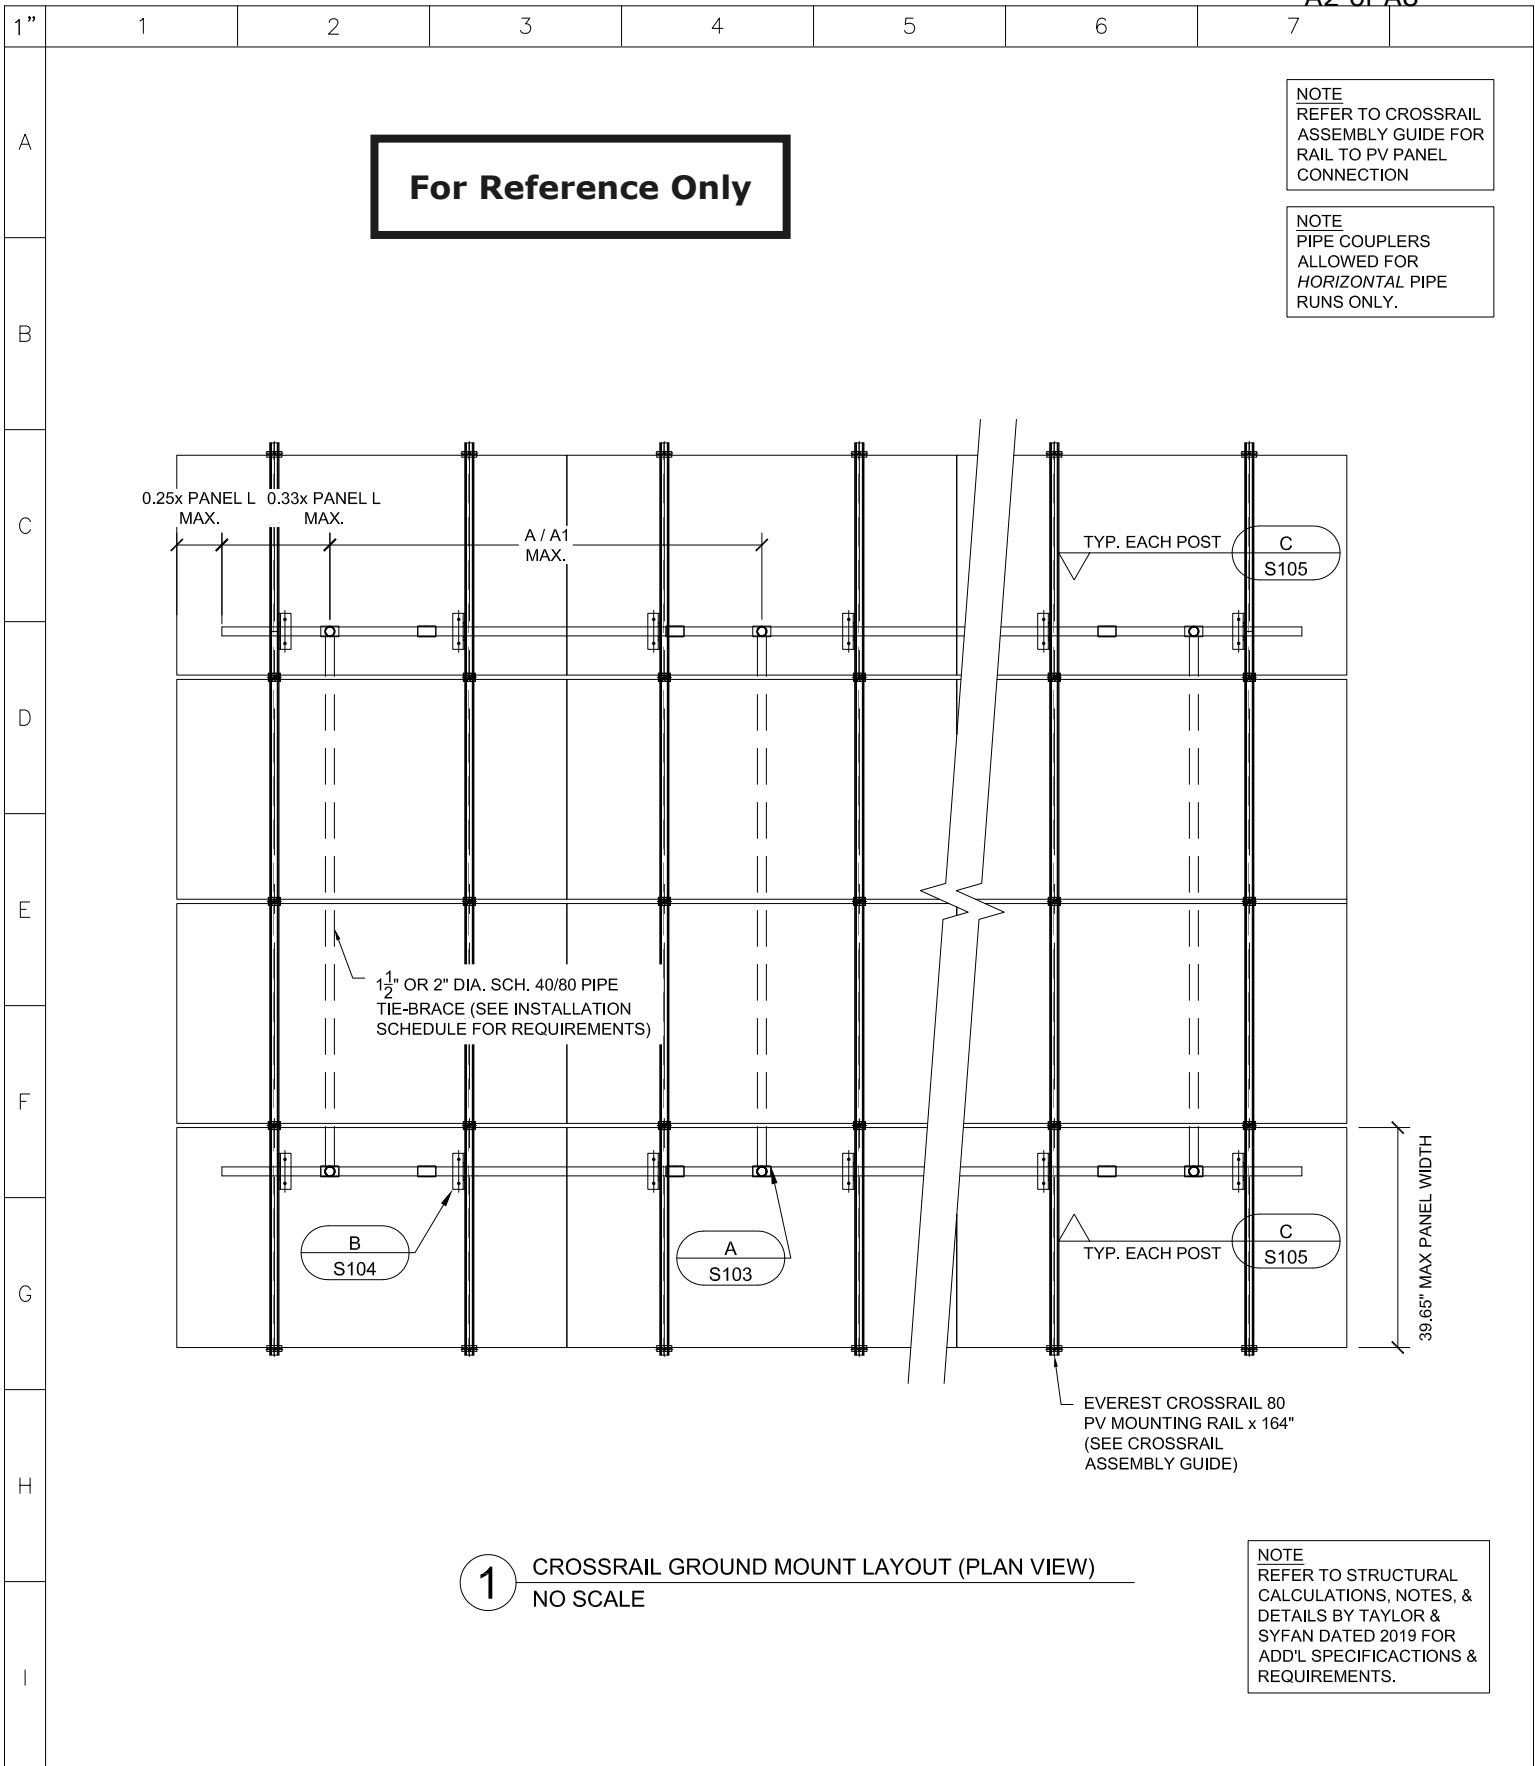 A2 of A8
1" 1 2 3 4 5 6 7
A
B
C
D
E
F
G
H
I
NOTE
REFER TO CROSSRAIL
ASSEMBLY GUIDE FOR
RAIL TO PV PANEL
CONNECTION
For Reference Only
NOTE
PIPE COUPLERS
ALLOWED FOR
HORIZONTAL PIPE
RUNS ONLY.
0.25x PANEL L
MAX.
0.33x PANEL L
MAX.
A / A1
MAX.
TYP. EACH POST
C
S105
1 1/2" OR 2" DIA. SCH. 40/80 PIPE
TIE-BRACE (SEE INSTALLATION
SCHEDULE FOR REQUIREMENTS)
B
S104
A
S103
TYP. EACH POST
C
S105
39.65" MAX PANEL WIDTH
EVEREST CROSSRAIL 80
PV MOUNTING RAIL x 164"
(SEE CROSSRAIL
ASSEMBLY GUIDE)
1
CROSSRAIL GROUND MOUNT LAYOUT (PLAN VIEW)
NO SCALE
NOTE
REFER TO STRUCTURAL
CALCULATIONS, NOTES, &
DETAILS BY TAYLOR &
SYFAN DATED 2019 FOR
ADD'L SPECIFICACTIONS &
REQUIREMENTS.